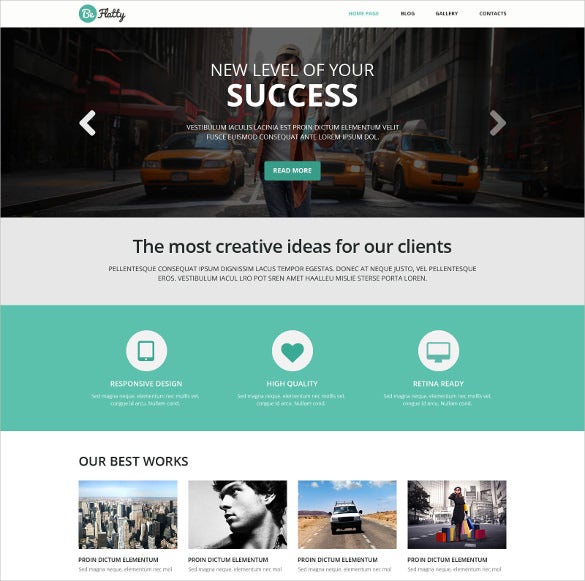 Be Flatty
HOME PAGE BLOG GALLERY CONTACTS
NEW LEVEL OF YOUR
SUCCESS
VESTIBULUM IACULIS LACINIA EST PROIN DICTUM ELEMENTUM VELIT
FUSCE EUISMOD CONSEQUAT ANTE LOREM IPSUM DOL.
READ MORE
The most creative ideas for our clients
PELLENTESQUE CONSEQUAT IPSUM DIGNISSIM LACUS TEMPOR EGESTAS. DONEC AT NEQUE JUSTO, VEL PELLENTESQUE
EROS. VESTIBULUM IACUL LRO POT SREN AMET HAALLEU MISLIE STERSE PORTA LOREN.
RESPONSIVE DESIGN
Sed magna neque, elementum nec mollis vel,
congue id arcu. Nullam cond.
HIGH QUALITY
Sed magna neque, elementum nec mollis vel,
congue id arcu. Nullam cond.
RETINA READY
Sed magna neque, elementum nec mollis vel,
congue id arcu. Nullam cond.
OUR BEST WORKS
PROIN DICTUM ELEMENTUM
Sed magna neque, elementum nec mol
PROIN DICTUM ELEMENTUM
Sed magna neque, elementum nec mol
PROIN DICTUM ELEMENTUM
Sed magna neque, elementum nec mol
PROIN DICTUM ELEMENTUM
Sed magna neque, elementum nec mol